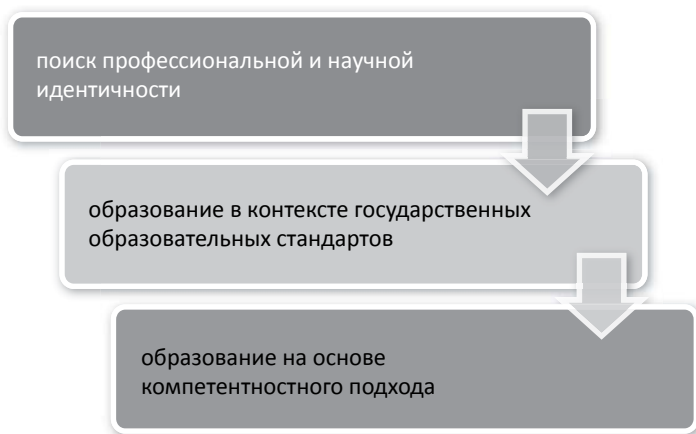 поиск профессиональной и научной
идентичности
образование в контексте государственных
образовательных стандартов
образование на основе
компетентностного подхода